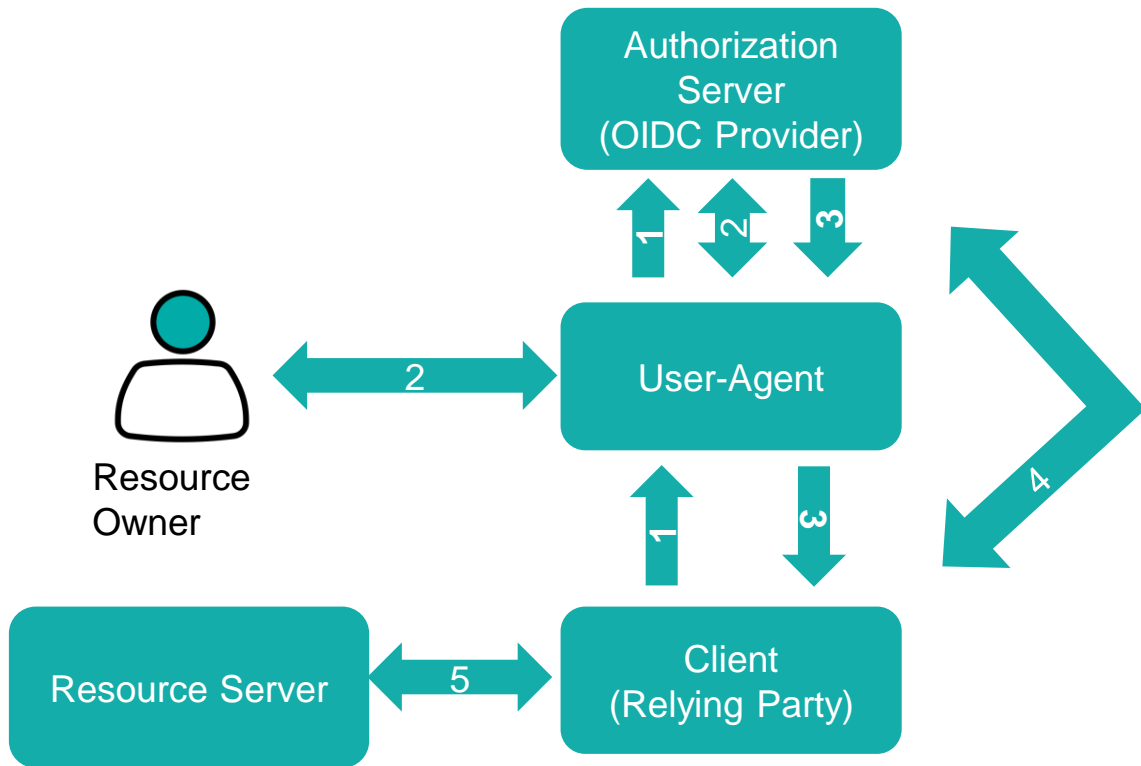 Authorization
Server
(OIDC Provider)
1
2
3
User-Agent
2
4
Resource
Owner
1
3
Client
(Relying Party)
Resource Server
5